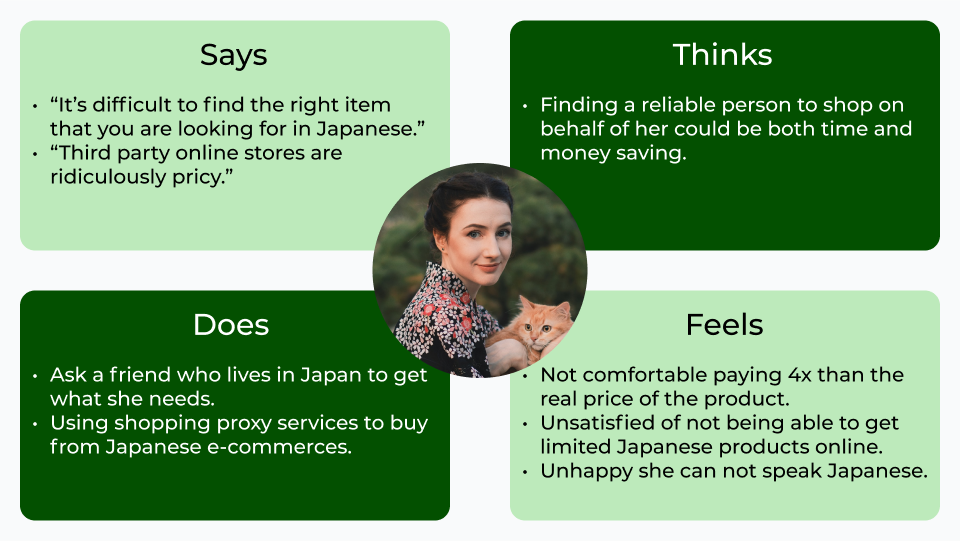 Says
• “It’s difficult to find the right item
that you are looking for in Japanese.”
• “Third party online stores are
ridiculously pricy.”
Thinks
• Finding a reliable person to shop on
behalf of her could be both time and
money saving.
Does
• Ask a friend who lives in Japan to get
what she needs.
• Using shopping proxy services to buy
from Japanese e-commerces.
Feels
• Not comfortable paying 4x than the
real price of the product.
• Unsatisfied of not being able to get
limited Japanese products online.
• Unhappy she can not speak Japanese.